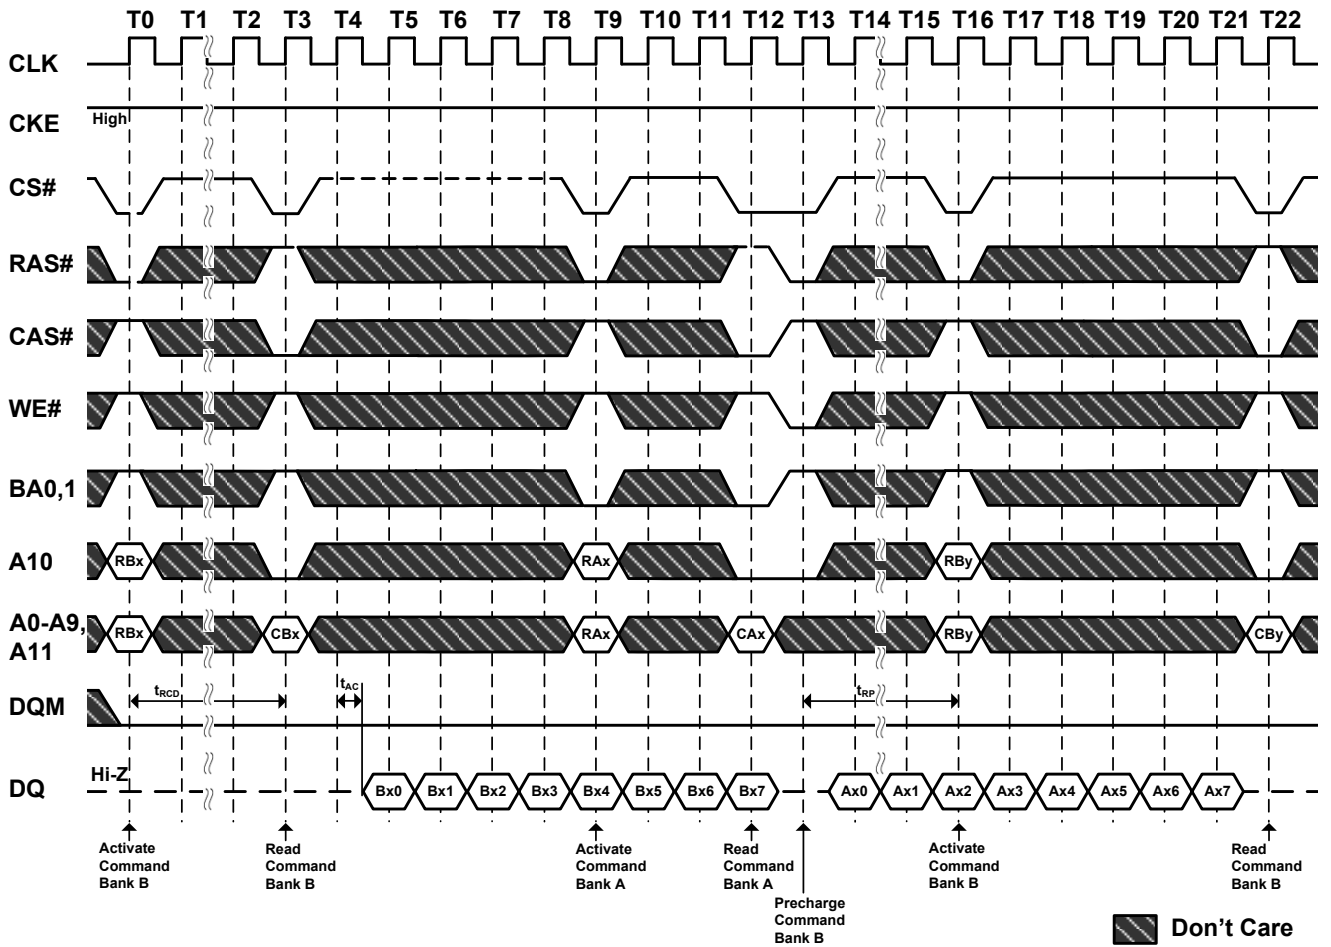 T0 T1 T2 T3 T4 T5 T6 T7 T8 T9 T10 T11 T12 T13 T14 T15 T16 T17 T18 T19 T20 T21 T22
CLK
CKE High
CS#
RAS#
CAS#
WE#
BA0,1
A10 RBx RAx RBy
A0-A9,
A11
RBx CBx RAx CAx RBy CBy
DQM tRCD tAC tRP
DQ Hi-Z Bx0 Bx1 Bx2 Bx3 Bx4 Bx5 Bx6 Bx7 Ax0 Ax1 Ax2 Ax3 Ax4 Ax5 Ax6 Ax7
Activate
Command
Bank B
Read
Command
Bank B
Activate
Command
Bank A
Read
Command
Bank A
Precharge
Command
Bank B
Activate
Command
Bank B
Read
Command
Bank B
Don't Care